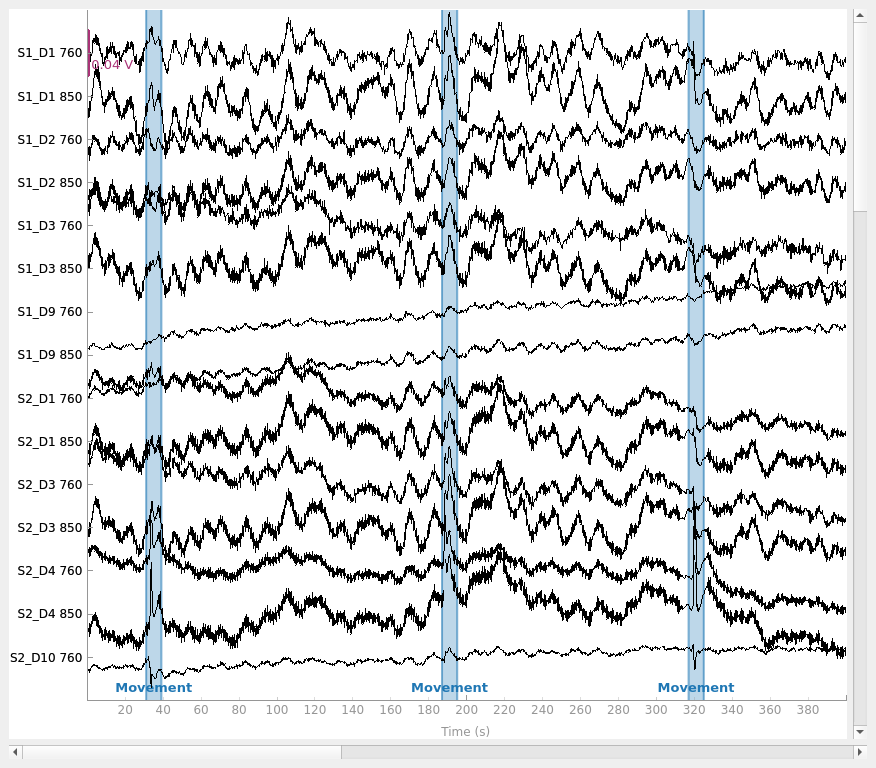 S1_D1 760
0.04 V
S1_D1 850
S1_D2 760
S1_D2 850
S1_D3 760
S1_D3 850
S1_D9 760
S1_D9 850
S2_D1 760
S2_D1 850
S2_D3 760
S2_D3 850
S2_D4 760
S2_D4 850
S2_D10 760
Movement Movement Movement
20 40 60 80 100 120 140 160 180 200 220 240 260 280 300 320 340 360 380
Time (s)